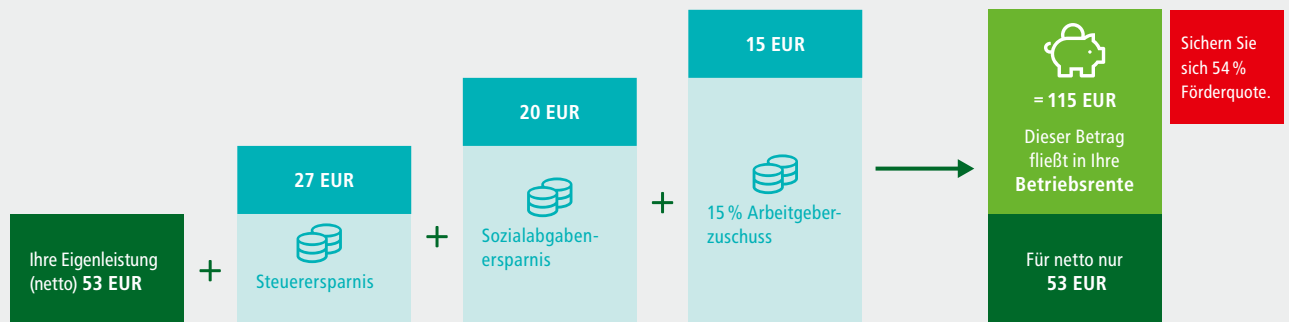 Ihre Eigenleistung
(netto) 53 EUR
+
27 EUR
Steuerersparnis
+
20 EUR
Sozialabgaben-
ersparnis
+
15 EUR
15 % Arbeitgeber-
zuschuss
= 115 EUR
Dieser Betrag
fließt in Ihre
Betriebsrente
Für netto nur
53 EUR
Sichern Sie
sich 54 %
Förderquote.